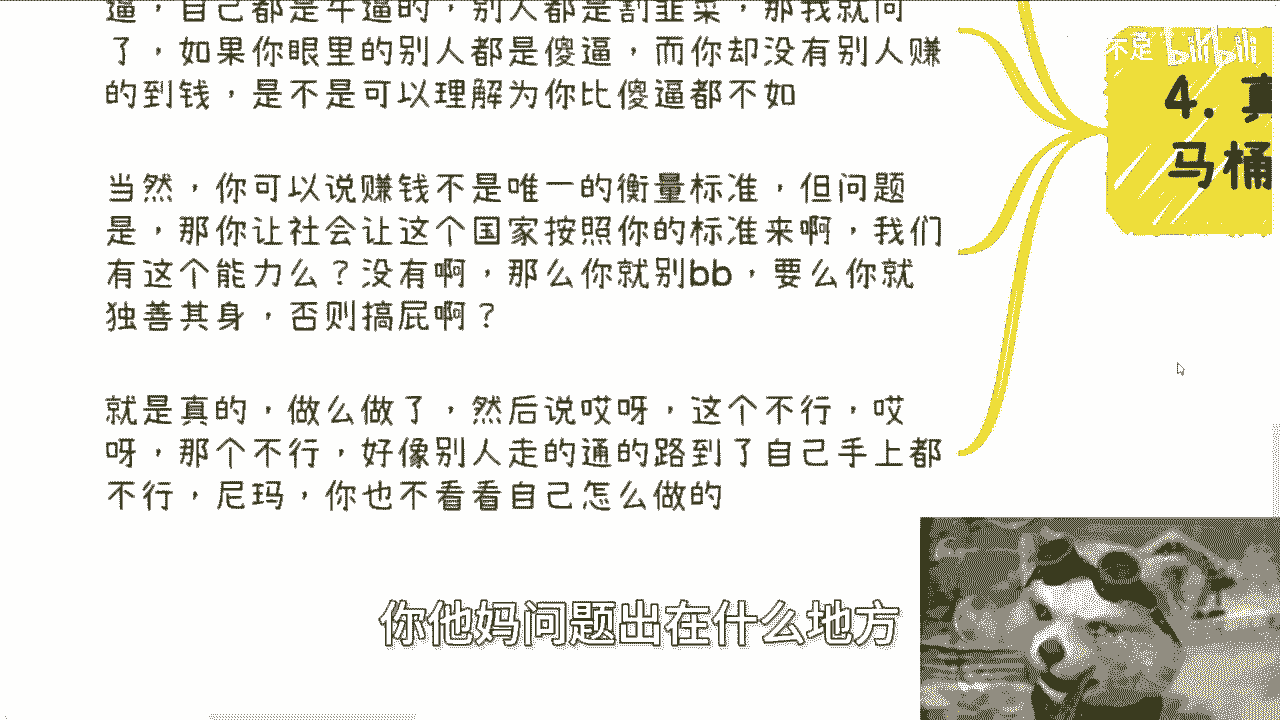 逼，自己都是牛逼的，别人都是割韭菜，那我就问
了，如果你眼里的别人都是傻逼，而你却没有别人赚
的到钱，是不是可以理解为你比傻逼都不如
当然，你可以说赚钱不是唯一的衡量标准，但问题
是，那你让社会让这个国家按照你的标准来啊，我们
有这个能力么？没有啊，那么你就别bb，要么你就
独善其身，否则搞屁啊？
就是真的，做么做了，然后说哎呀，这个不行，哎
呀，那个不行，好像别人走的通的路到了自己手上都
不行，尼玛，你也不看看自己怎么做的
不足 bilibili
4. 真
马桶
你他妈问题出在什么地方